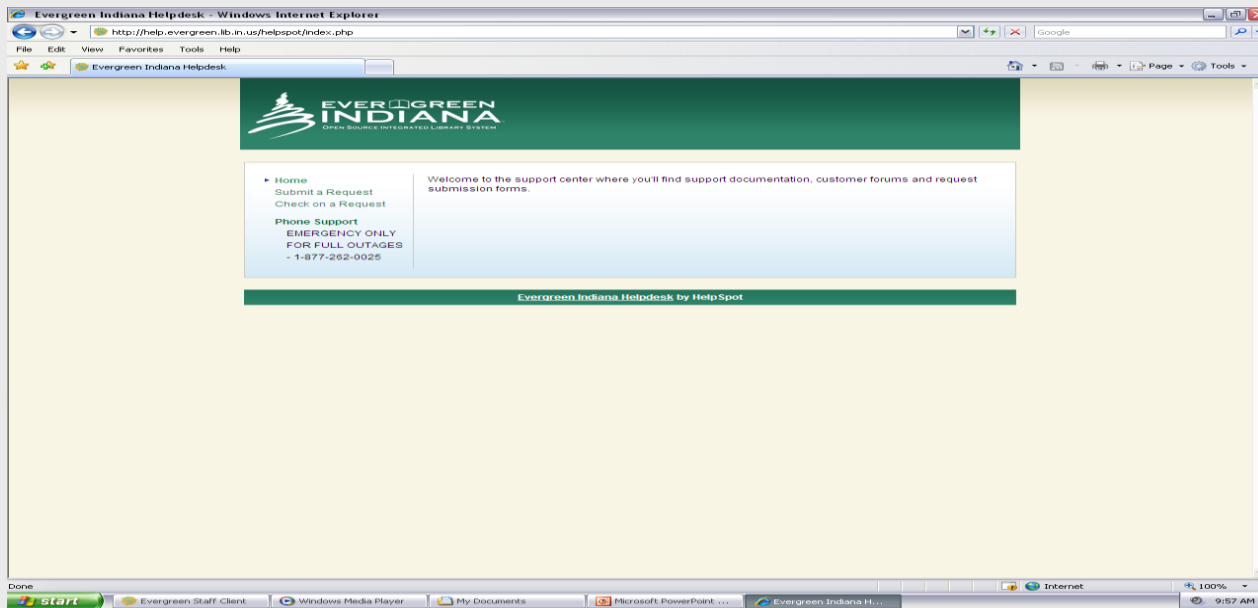 Evergreen Indiana Helpdesk - Windows Internet Explorer
http://help.evergreen.lib.in.us/helpspot/index.php
Google
File Edit View Favorites Tools Help
Evergreen Indiana Helpdesk
Page Tools
EVERGREEN
INDIANA
OPEN SOURCE INTEGRATED LIBRARY SYSTEM
Home
Submit a Request
Check on a Request
Phone Support
EMERGENCY ONLY
FOR FULL OUTAGES
- 1-877-262-0025
Welcome to the support center where you'll find support documentation, customer forums and request
submission forms.
Evergreen Indiana Helpdesk by HelpSpot
Done
Internet
100%
start
Evergreen Staff Client
Windows Media Player
My Documents
Microsoft PowerPoint ...
Evergreen Indiana H...
9:57 AM